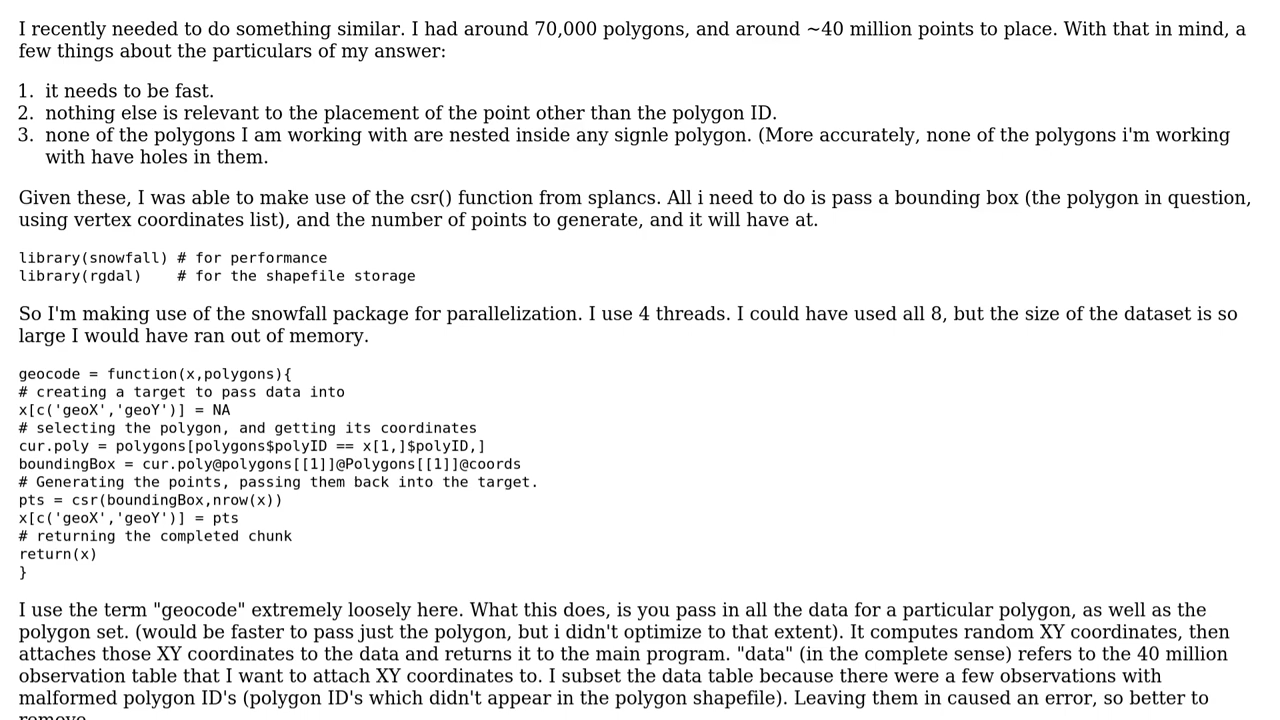 I recently needed to do something similar. I had around 70,000 polygons, and around ~40 million points to place. With that in mind, a
few things about the particulars of my answer:
1. it needs to be fast.
2. nothing else is relevant to the placement of the point other than the polygon ID.
3. none of the polygons I am working with are nested inside any signle polygon. (More accurately, none of the polygons i'm working
with have holes in them.
Given these, I was able to make use of the csr() function from splancs. All i need to do is pass a bounding box (the polygon in question,
using vertex coordinates list), and the number of points to generate, and it will have at.
library(snowfall) # for performance
library(rgdal)    # for the shapefile storage
So I'm making use of the snowfall package for parallelization. I use 4 threads. I could have used all 8, but the size of the dataset is so
large I would have ran out of memory.
geocode = function(x,polygons){
# creating a target to pass data into
x[c('geoX','geoY')] = NA
# selecting the polygon, and getting its coordinates
cur.poly = polygons[polygons$polyID == x[1,]$polyID,]
boundingBox = cur.poly@polygons[[1]]@Polygons[[1]]@coords
# Generating the points, passing them back into the target.
pts = csr(boundingBox,nrow(x))
x[c('geoX','geoY')] = pts
# returning the completed chunk
return(x)
}
I use the term "geocode" extremely loosely here. What this does, is you pass in all the data for a particular polygon, as well as the
polygon set. (would be faster to pass just the polygon, but i didn't optimize to that extent). It computes random XY coordinates, then
attaches those XY coordinates to the data and returns it to the main program. "data" (in the complete sense) refers to the 40 million
observation table that I want to attach XY coordinates to. I subset the data table because there were a few observations with
malformed polygon ID's (polygon ID's which didn't appear in the polygon shapefile). Leaving them in caused an error, so better to
remove